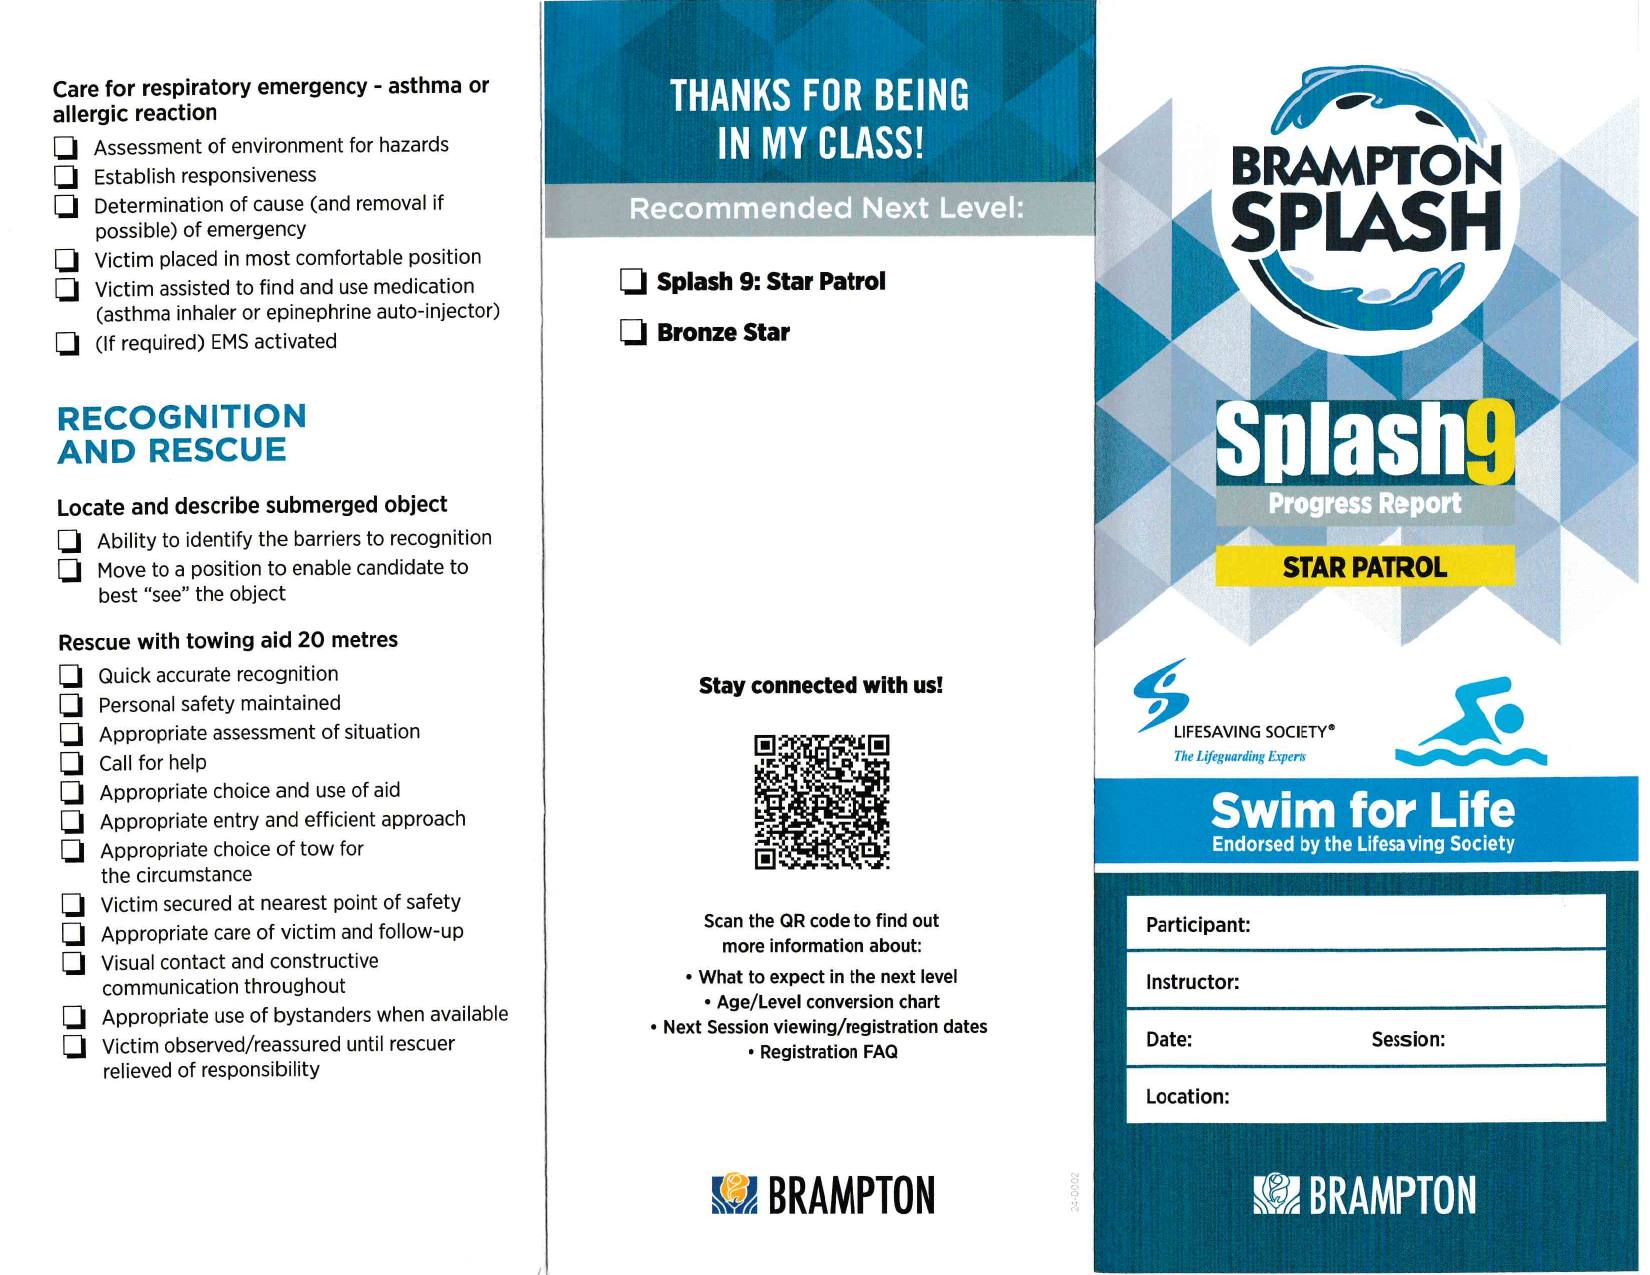 Care for respiratory emergency - asthma or
allergic reaction
❏ Assessment of environment for hazards
❏ Establish responsiveness
❏ Determination of cause (and removal if
possible) of emergency
❏ Victim placed in most comfortable position
❏ Victim assisted to find and use medication
(asthma inhaler or epinephrine auto-injector)
❏ (If required) EMS activated
RECOGNITION
AND RESCUE
Locate and describe submerged object
❏ Ability to identify the barriers to recognition
❏ Move to a position to enable candidate to
best “see” the object
Rescue with towing aid 20 metres
❏ Quick accurate recognition
❏ Personal safety maintained
❏ Appropriate assessment of situation
❏ Call for help
❏ Appropriate choice and use of aid
❏ Appropriate entry and efficient approach
❏ Appropriate choice of tow for
the circumstance
❏ Victim secured at nearest point of safety
❏ Appropriate care of victim and follow-up
❏ Visual contact and constructive
communication throughout
❏ Appropriate use of bystanders when available
❏ Victim observed/reassured until rescuer
relieved of responsibility
THANKS FOR BEING
IN MY CLASS!
Recommended Next Level:
❏ Splash 9: Star Patrol
❏ Bronze Star
Stay connected with us!
Scan the QR code to find out
more information about:
• What to expect in the next level
• Age/Level conversion chart
• Next Session viewing/registration dates
• Registration FAQ
BRAMPTON
24-0002
BRAMPTON
SPLASH
Splash9
Progress Report
STAR PATROL
LIFESAVING SOCIETY®
The Lifeguarding Experts
Swim for Life
Endorsed by the Lifesaving Society
Participant:
Instructor:
Date: Session:
Location:
BRAMPTON